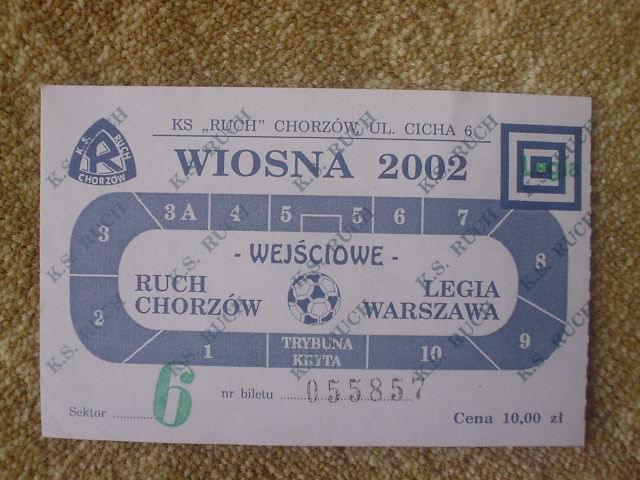 KS „RUCH” CHORZÓW, UL. CICHA 6
K.S. RUCH CHORZÓW
WIOSNA 2002
Legia
3 3A 4 5 5 6 7 8
- WEJŚCIOWE -
RUCH CHORZÓW
LEGIA WARSZAWA
2 1 TRYBUNA KRYTA 10 9
Sektor 6
nr biletu 055857
Cena 10,00 zł
K.S. RUCH